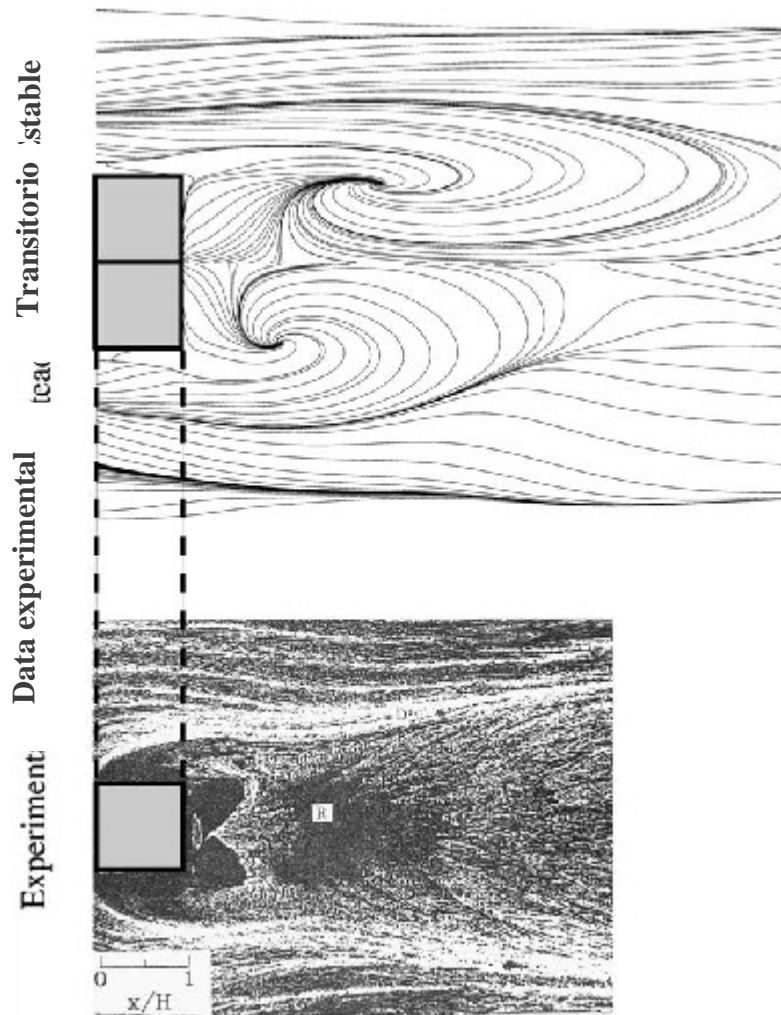 Transitorio
stable
Data experimental
Experiment
R
0 1
x/H